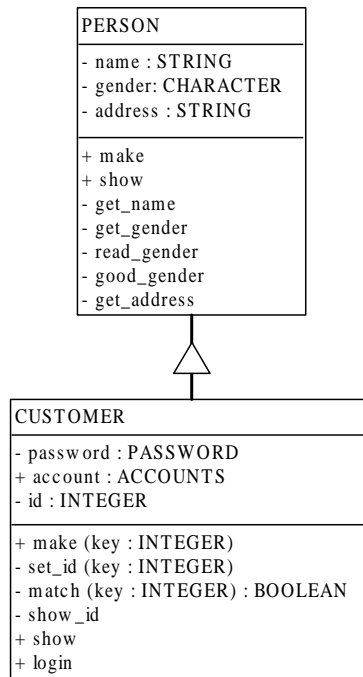 PERSON
- name : STRING
- gender: CHARACTER
- address : STRING
+ make
+ show
- get_name
- get_gender
- read_gender
- good_gender
- get_address
CUSTOMER
- password : PASSWORD
+ account : ACCOUNTS
- id : INTEGER
+ make (key : INTEGER)
- set_id (key : INTEGER)
- match (key : INTEGER) : BOOLEAN
- show_id
+ show
+ login